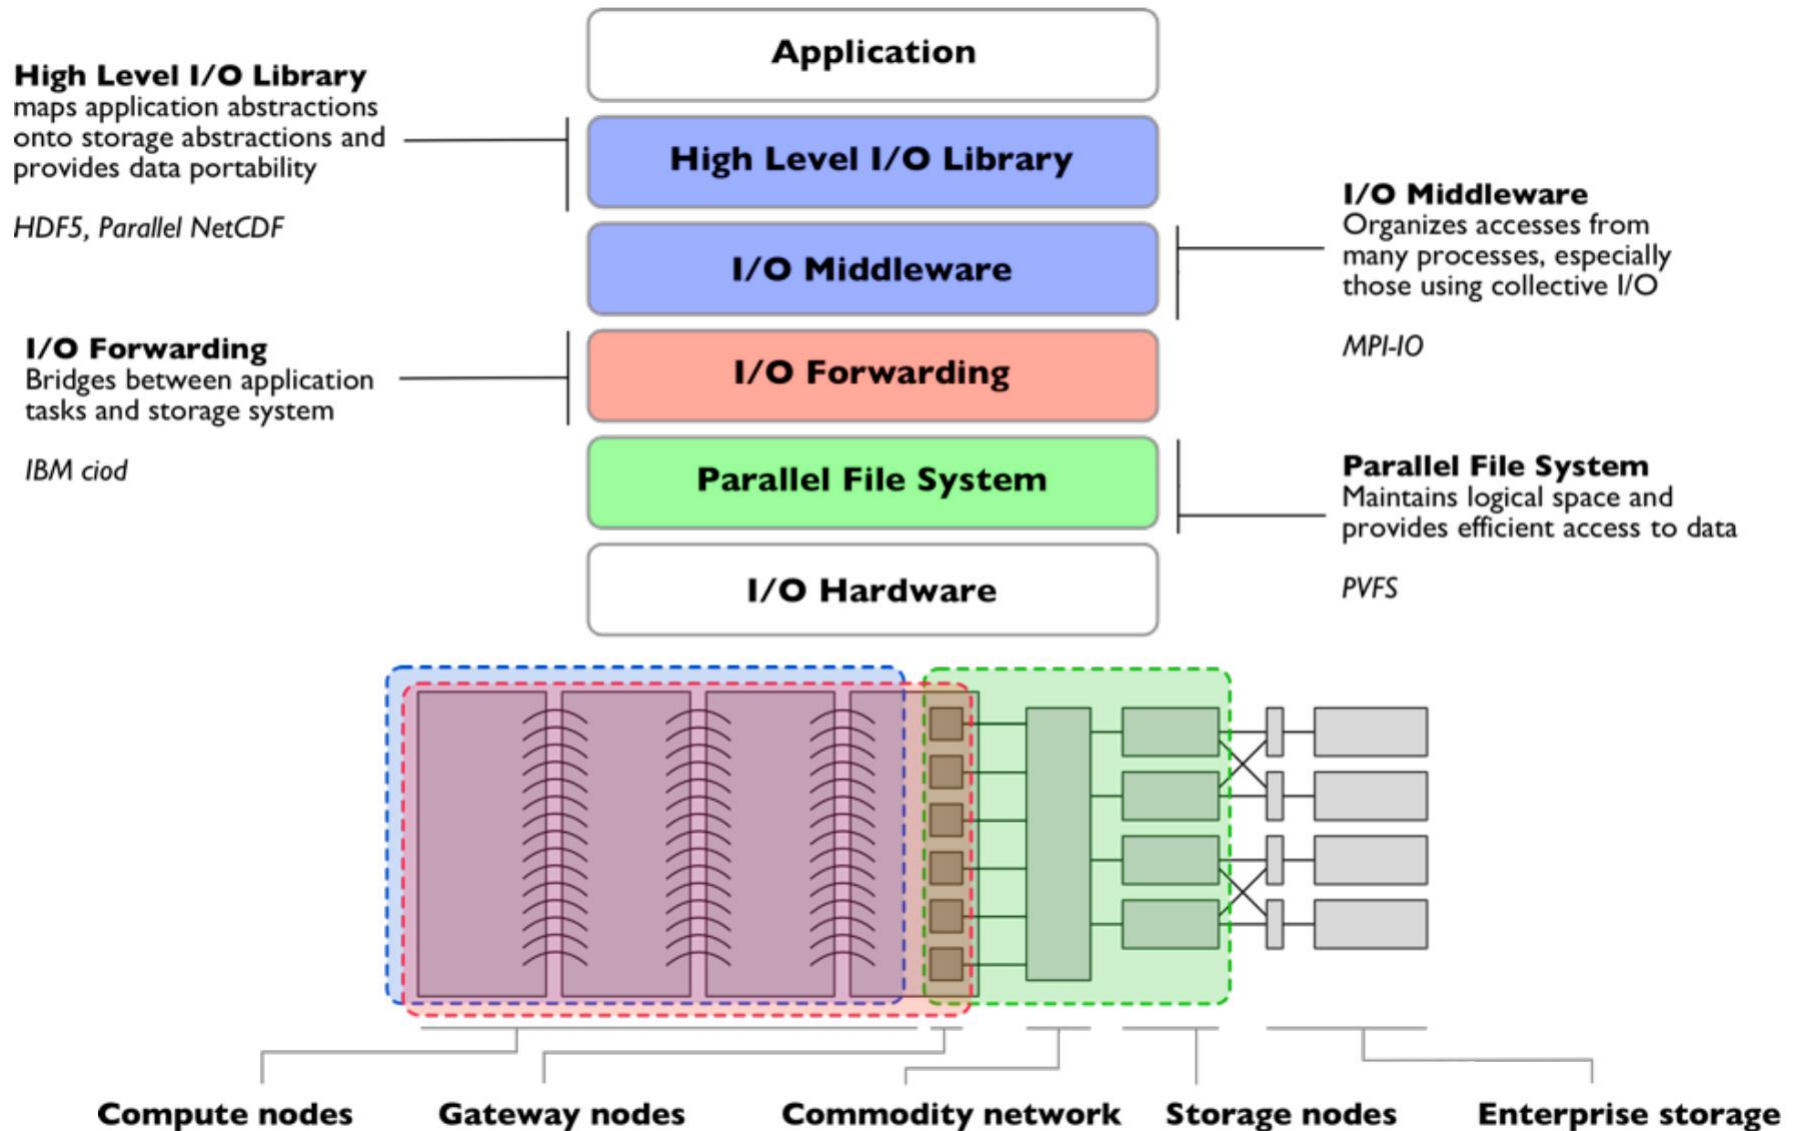 Application
High Level I/O Library
maps application abstractions
onto storage abstractions and
provides data portability
HDF5, Parallel NetCDF
High Level I/O Library
I/O Middleware
Organizes accesses from
many processes, especially
those using collective I/O
MPI-IO
I/O Middleware
I/O Forwarding
Bridges between application
tasks and storage system
IBM ciod
I/O Forwarding
Parallel File System
Parallel File System
Maintains logical space and
provides efficient access to data
PVFS
I/O Hardware
Compute nodes
Gateway nodes
Commodity network
Storage nodes
Enterprise storage